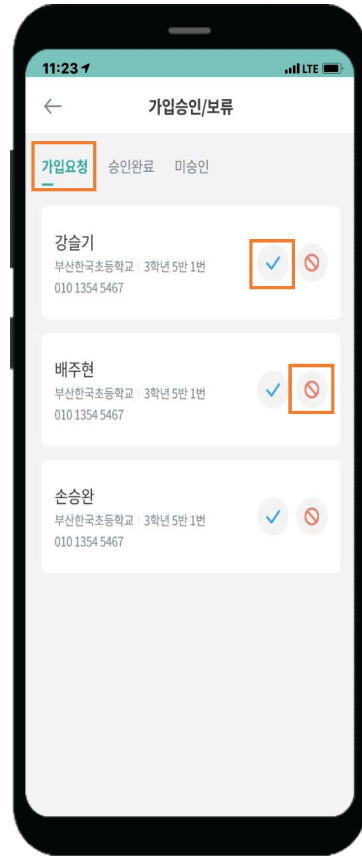 11:23
LTE
가입승인/보류
가입요청 승인완료 미승인
강슬기
부산한국초등학교 3학년 5반 1번
010 1354 5467
배주현
부산한국초등학교 3학년 5반 1번
010 1354 5467
손승완
부산한국초등학교 3학년 5반 1번
010 1354 5467